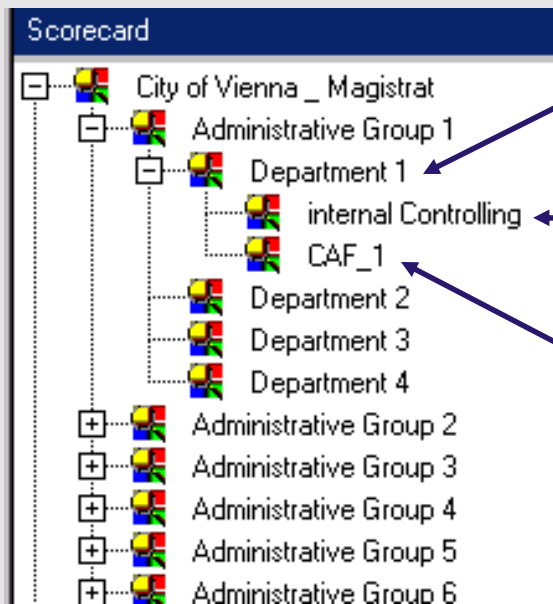 Scorecard
City of Vienna _ Magistrat
Administrative Group 1
Department 1
internal Controlling
CAF_1
Department 2
Department 3
Department 4
Administrative Group 2
Administrative Group 3
Administrative Group 4
Administrative Group 5
Administrative Group 6